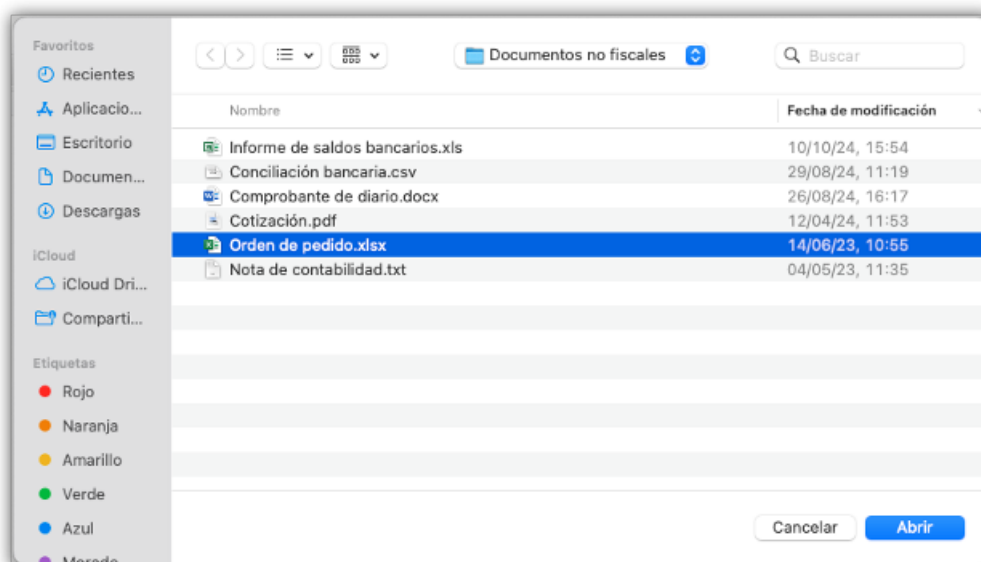 Favoritos
Recientes
Aplicacio...
Escritorio
Documen...
Descargas
iCloud
iCloud Dri...
Comparti...
Etiquetas
Rojo
Naranja
Amarillo
Verde
Azul
Morado
Documentos no fiscales
Buscar
Nombre Fecha de modificación
Informe de saldos bancarios.xls 10/10/24, 15:54
Conciliación bancaria.csv 29/08/24, 11:19
Comprobante de diario.docx 26/08/24, 16:17
Cotización.pdf 12/04/24, 11:53
Orden de pedido.xlsx 14/06/23, 10:55
Nota de contabilidad.txt 04/05/23, 11:35
Cancelar Abrir